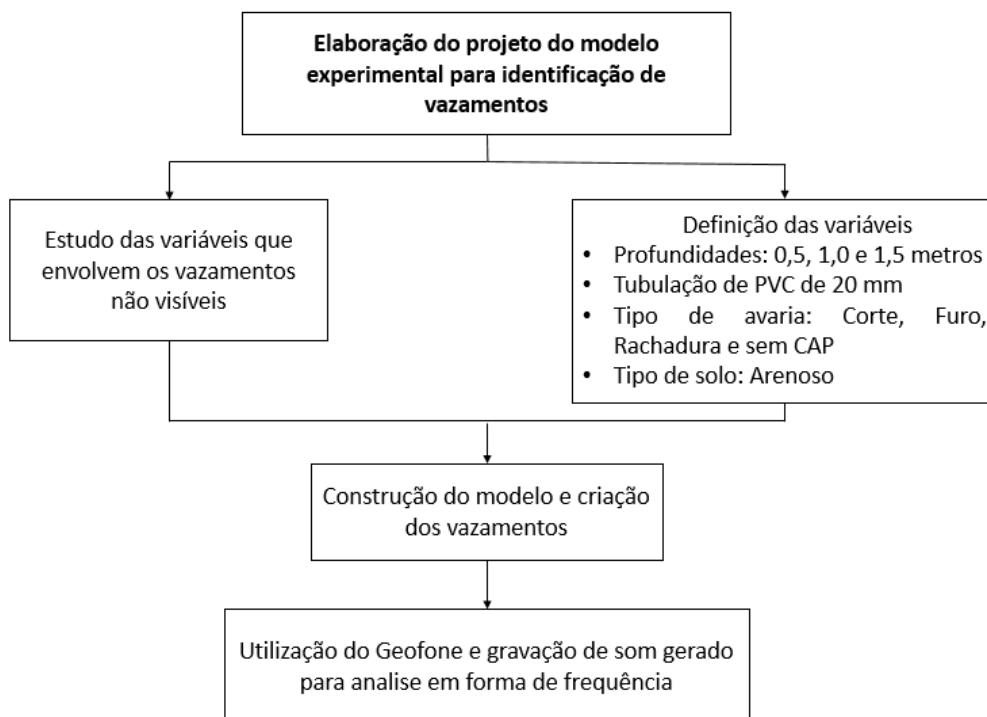 Elaboração do projeto do modelo
experimental para identificação de
vazamentos
Estudo das variáveis que
envolvem os vazamentos
não visíveis
Definição das variáveis
• Profundidades: 0,5, 1,0 e 1,5 metros
• Tubulação de PVC de 20 mm
• Tipo de avaria: Corte, Furo,
Rachadura e sem CAP
• Tipo de solo: Arenoso
Construção do modelo e criação
dos vazamentos
Utilização do Geofone e gravação de som gerado
para analise em forma de frequência